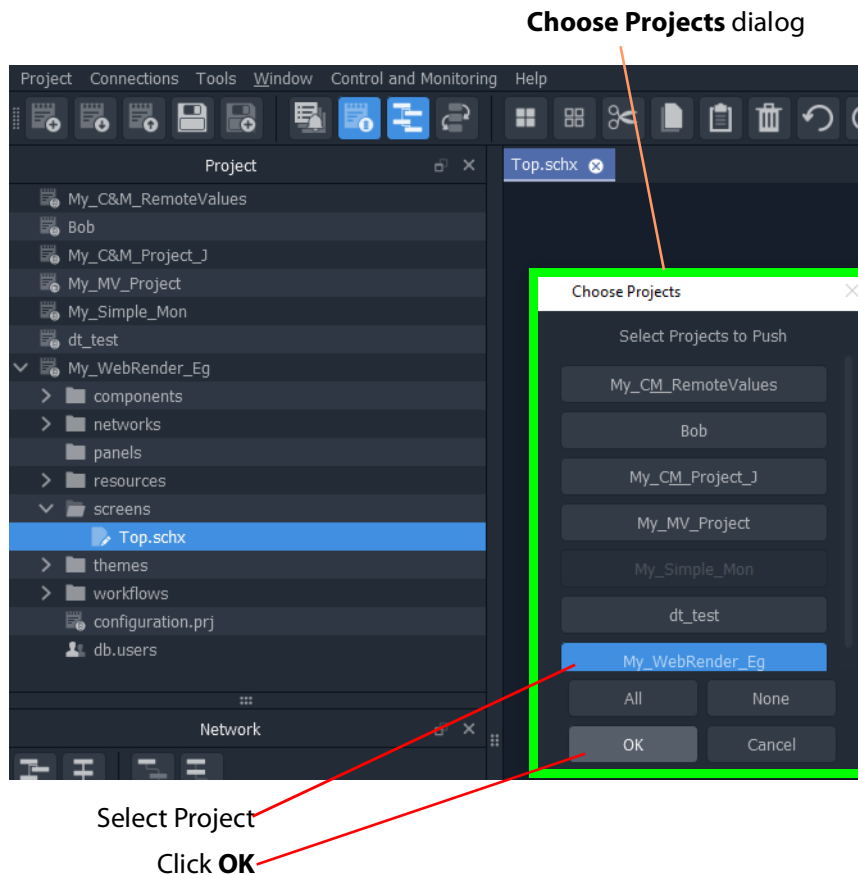 Choose Projects dialog
Project Connections Tools Window Control and Monitoring Help
Project
Top.schx
My_C&M_RemoteValues
Bob
My_C&M_Project_J
My_MV_Project
My_Simple_Mon
dt_test
My_WebRender_Eg
components
networks
panels
resources
screens
Top.schx
themes
workflows
configuration.prj
db.users
Network
Choose Projects
Select Projects to Push
My_CM_RemoteValues
Bob
My_CM_Project_J
My_MV_Project
My_Simple_Mon
dt_test
My_WebRender_Eg
All None
OK Cancel
Select Project
Click OK